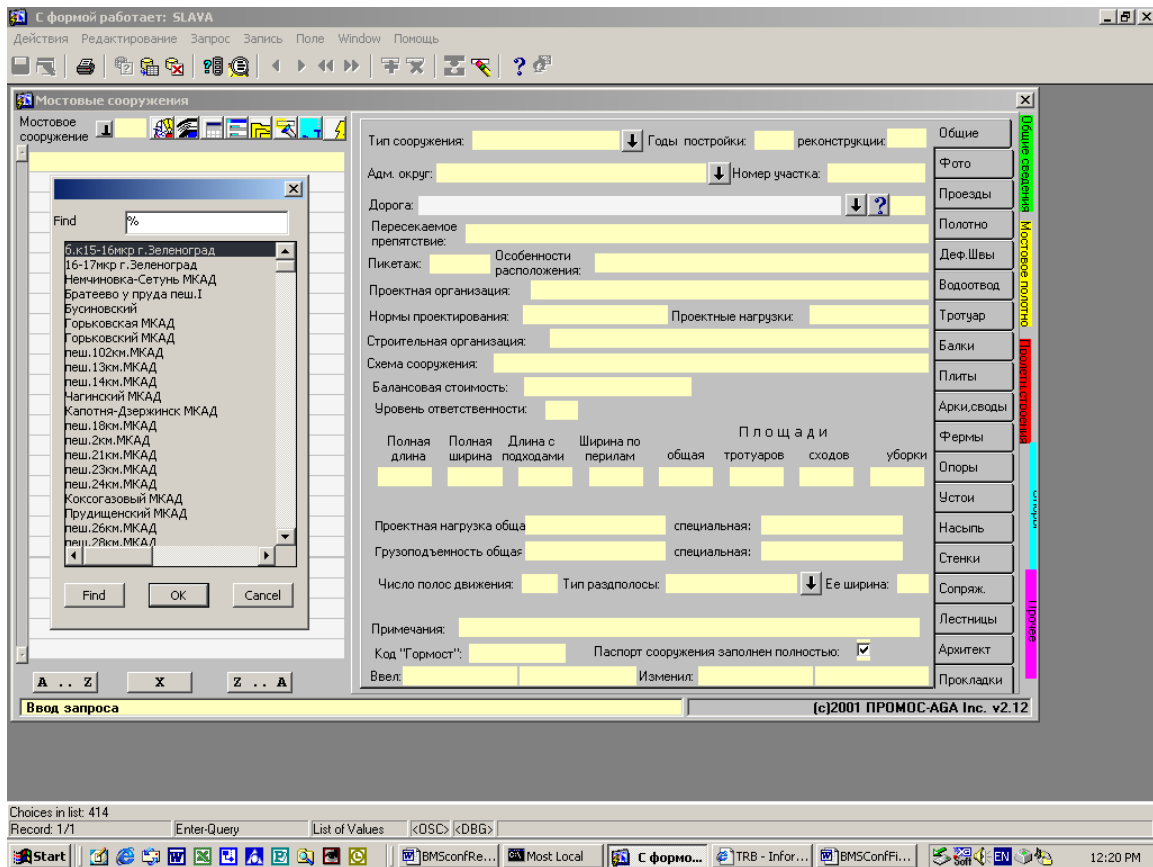 С формой работает: SLAVA
Действия Редактирование Запрос Запись Поле Window Помощь
Мостовые сооружения
Мостовое
сооружение
Find %
б.к15-16мкр г.Зеленоград
16-17мкр г.Зеленоград
Немчиновка-Сетунь МКАД
Братеево у пруда пеш.I
Бусиновский
Горьковская МКАД
Горьковский МКАД
пеш.102км.МКАД
пеш.13км.МКАД
пеш.14км.МКАД
Чагинский МКАД
Капотня-Дзержинск МКАД
пеш.18км.МКАД
пеш.2км.МКАД
пеш.21км.МКАД
пеш.23км.МКАД
пеш.24км.МКАД
Коксогазовый МКАД
Прудищенский МКАД
пеш.26км.МКАД
пеш.28км.МКАД
Find OK Cancel
A .. Z X Z .. A
Тип сооружения: Годы постройки: реконструкции:
Адм. округ: Номер участка:
Дорога: ?
Пересекаемое
препятствие:
Пикетаж: Особенности
расположения:
Проектная организация:
Нормы проектирования: Проектные нагрузки:
Строительная организация:
Схема сооружения:
Балансовая стоимость:
Уровень ответственности:
Площади
Полная Полная Длина с Ширина по
длина ширина подходами перилам общая тротуаров сходов уборки
Проектная нагрузка обща специальная:
Грузоподъемность общая специальная:
Число полос движения: Тип раздполосы: Ее ширина:
Примечания:
Код "Гормост": Паспорт сооружения заполнен полностью:
Ввел: Изменил:
Общие
Фото
Проезды
Полотно
Деф.Швы
Водоотвод
Тротуар
Балки
Плиты
Арки,своды
Фермы
Опоры
Устои
Насыпь
Стенки
Сопряж.
Лестницы
Архитект
Прокладки
Общие сведения
Мостовое полотно
Пролетн.строения
Опоры
Прочее
Ввод запроса (c)2001 ПРОМОС-AGA Inc. v2.12
Choices in list: 414
Record: 1/1 Enter-Query List of Values <OSC> <DBG>
Start BMSconfRe... Most Local С формо... TRB - Infor... BMSConfFi... EN 12:20 PM